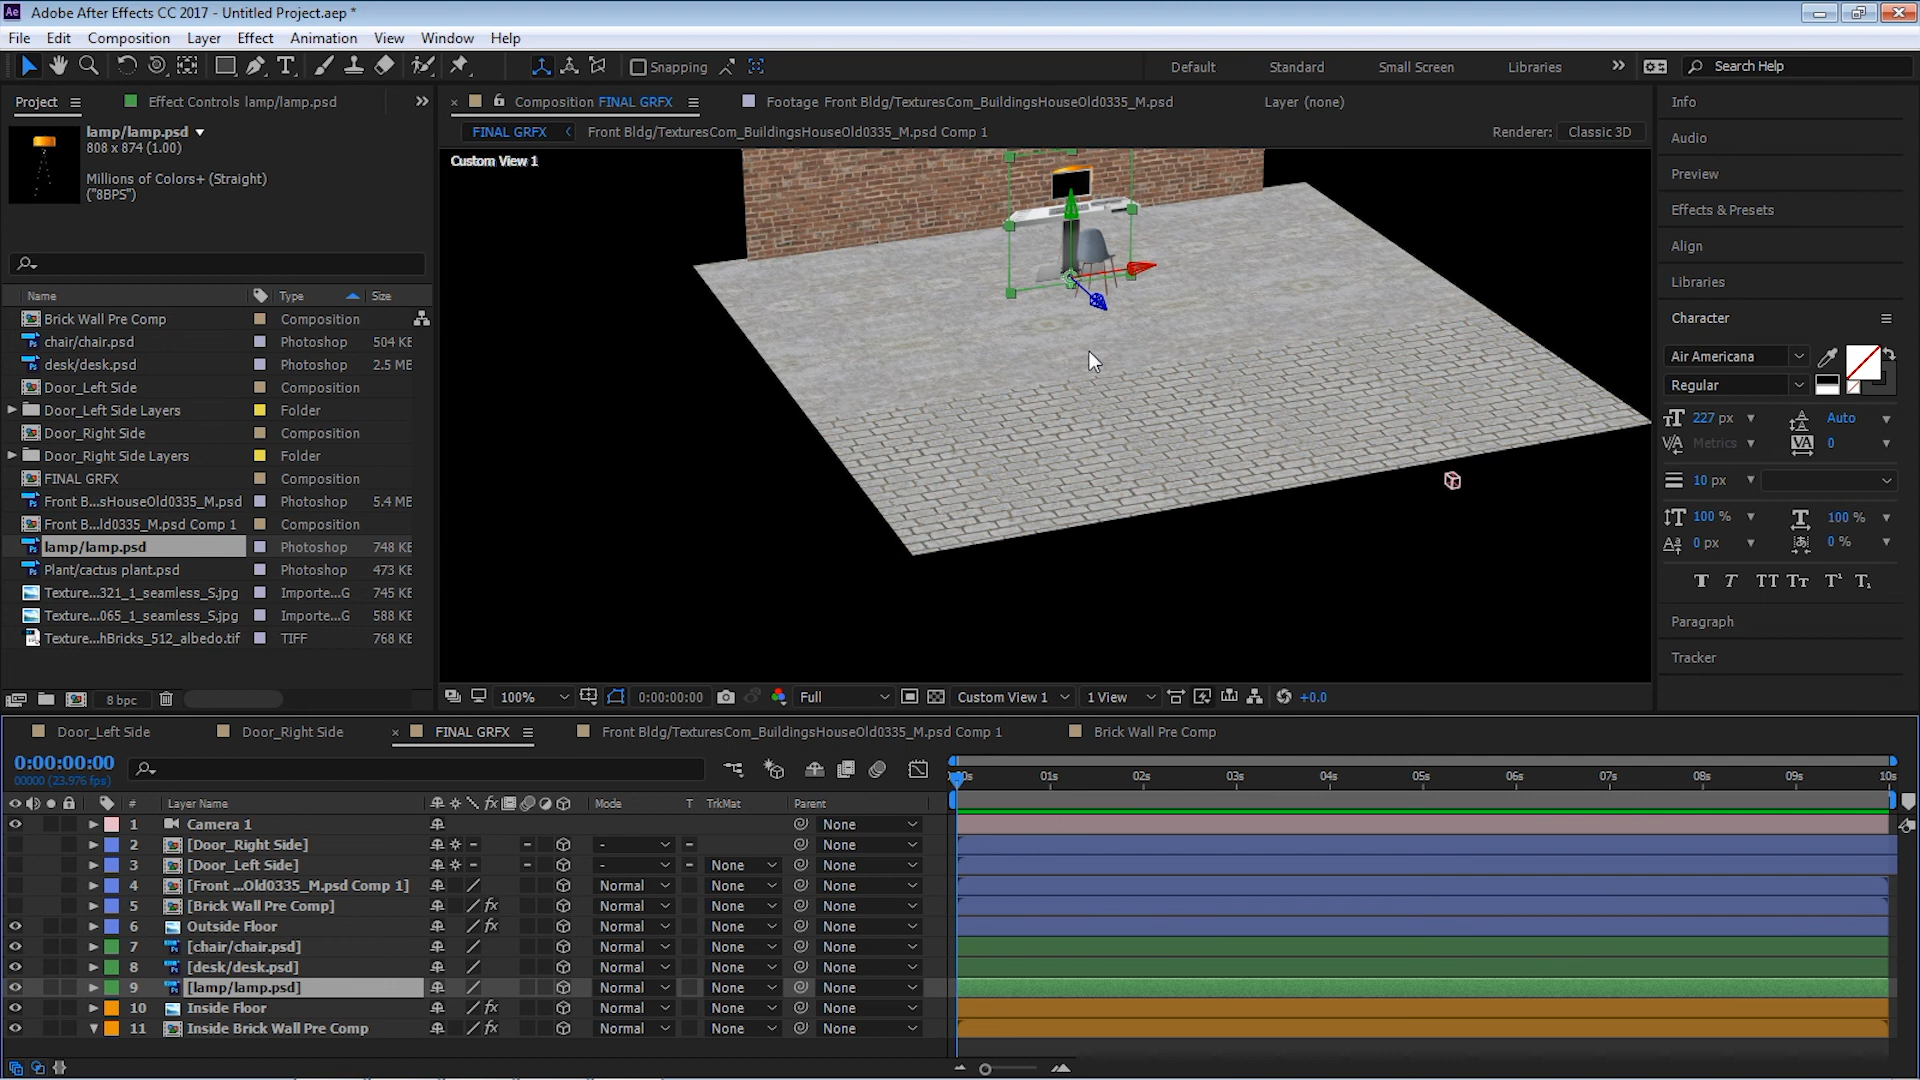 Adobe After Effects CC 2017 - Untitled Project.aep *
File Edit Composition Layer Effect Animation View Window Help
Snapping Default Standard Small Screen Libraries Search Help
Project Effect Controls lamp/lamp.psd
Composition FINAL GRFX Footage Front Bldg/TexturesCom_BuildingsHouseOld0335_M.psd Layer (none)
FINAL GRFX Front Bldg/TexturesCom_BuildingsHouseOld0335_M.psd Comp 1 Renderer: Classic 3D
lamp/lamp.psd
808 x 874 (1.00)
Millions of Colors+ (Straight)
("8BPS")
Custom View 1
Name Type Size
Brick Wall Pre Comp Composition
chair/chair.psd Photoshop 504 KE
desk/desk.psd Photoshop 2.5 ME
Door_Left Side Composition
Door_Left Side Layers Folder
Door_Right Side Composition
Door_Right Side Layers Folder
FINAL GRFX Composition
Front B...sHouseOld0335_M.psd Photoshop 5.4 ME
Front B...ld0335_M.psd Comp 1 Composition
lamp/lamp.psd Photoshop 748 KE
Plant/cactus plant.psd Photoshop 473 KE
Texture...321_1_seamless_S.jpg Importe...G 745 KE
Texture...065_1_seamless_S.jpg Importe...G 588 KE
Texture...hBricks_512_albedo.tif TIFF 768 KE
8 bpc
100% 0:00:00:00 Full Custom View 1 1 View +0.0
Info
Audio
Preview
Effects & Presets
Align
Libraries
Character
Air Americana
Regular
227 px Auto
Metrics 0
10 px
100 % 100 %
0 px 0 %
T T TT Tt T¹ T₁
Paragraph
Tracker
Door_Left Side Door_Right Side FINAL GRFX Front Bldg/TexturesCom_BuildingsHouseOld0335_M.psd Comp 1 Brick Wall Pre Comp
0:00:00:00
00000 (23.976 fps)
01s 02s 03s 04s 05s 06s 07s 08s 09s 10s
# Layer Name Mode T TrkMat Parent
1 Camera 1 None
2 [Door_Right Side] - None
3 [Door_Left Side] - None None
4 [Front ...Old0335_M.psd Comp 1] Normal None None
5 [Brick Wall Pre Comp] Normal None None
6 Outside Floor Normal None None
7 [chair/chair.psd] Normal None None
8 [desk/desk.psd] Normal None None
9 [lamp/lamp.psd] Normal None None
10 Inside Floor Normal None None
11 Inside Brick Wall Pre Comp Normal None None